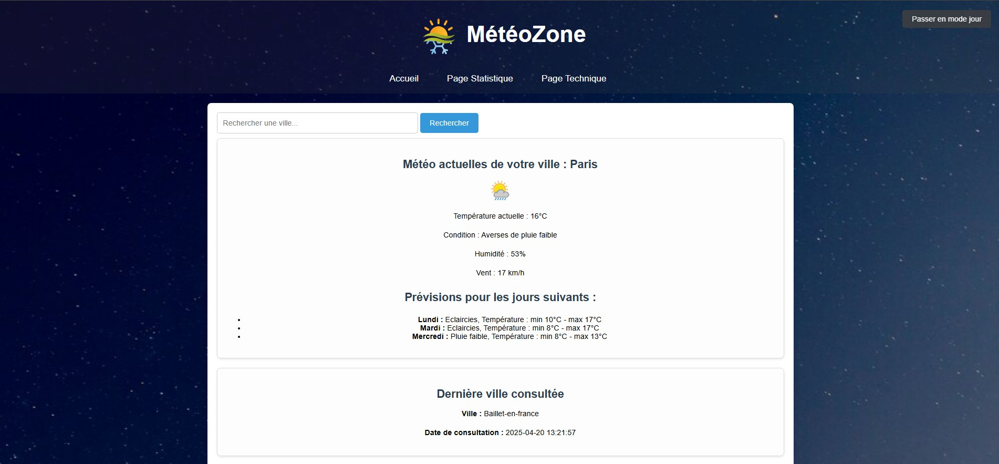 Passer en mode jour
MétéoZone
Accueil Page Statistique Page Technique
Rechercher une ville... Rechercher
Météo actuelles de votre ville : Paris
Température actuelle : 16°C
Condition : Averses de pluie faible
Humidité : 53%
Vent : 17 km/h
Prévisions pour les jours suivants :
• Lundi : Eclaircies, Température : min 10°C - max 17°C
• Mardi : Eclaircies, Température : min 8°C - max 17°C
• Mercredi : Pluie faible, Température : min 8°C - max 13°C
Dernière ville consultée
Ville : Baillet-en-france
Date de consultation : 2025-04-20 13:21:57